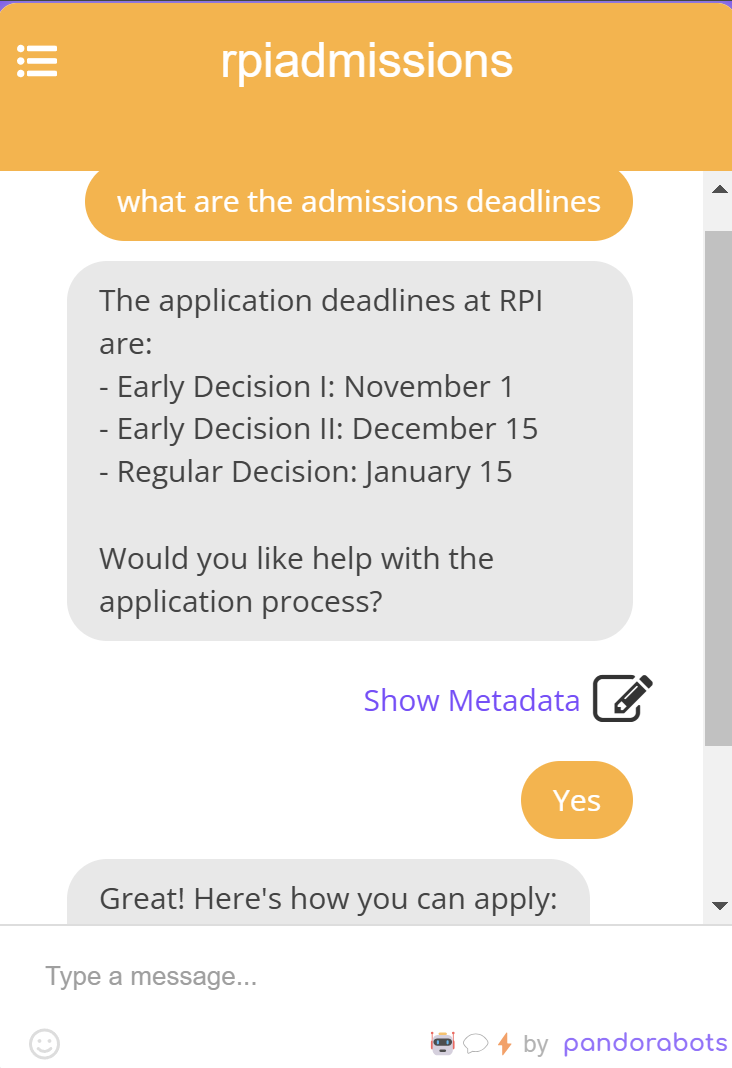 rpiadmissions
what are the admissions deadlines
The application deadlines at RPI
are:
- Early Decision I: November 1
- Early Decision II: December 15
- Regular Decision: January 15
Would you like help with the
application process?
Show Metadata
Yes
Great! Here's how you can apply:
Type a message...
by pandorabots